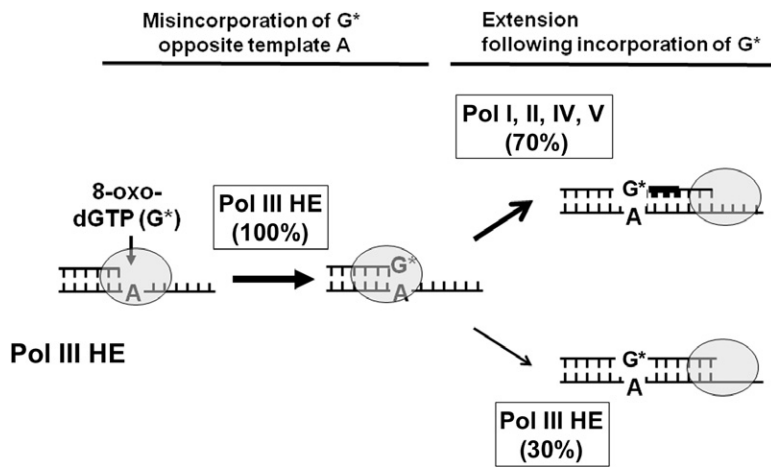 Misincorporation of G*
opposite template A
Extension
following incorporation of G*
Pol I, II, IV, V
(70%)
8-oxo-
dGTP (G*)
Pol III HE
(100%)
G*
A
A
G*
A
Pol III HE
G*
A
Pol III HE
(30%)